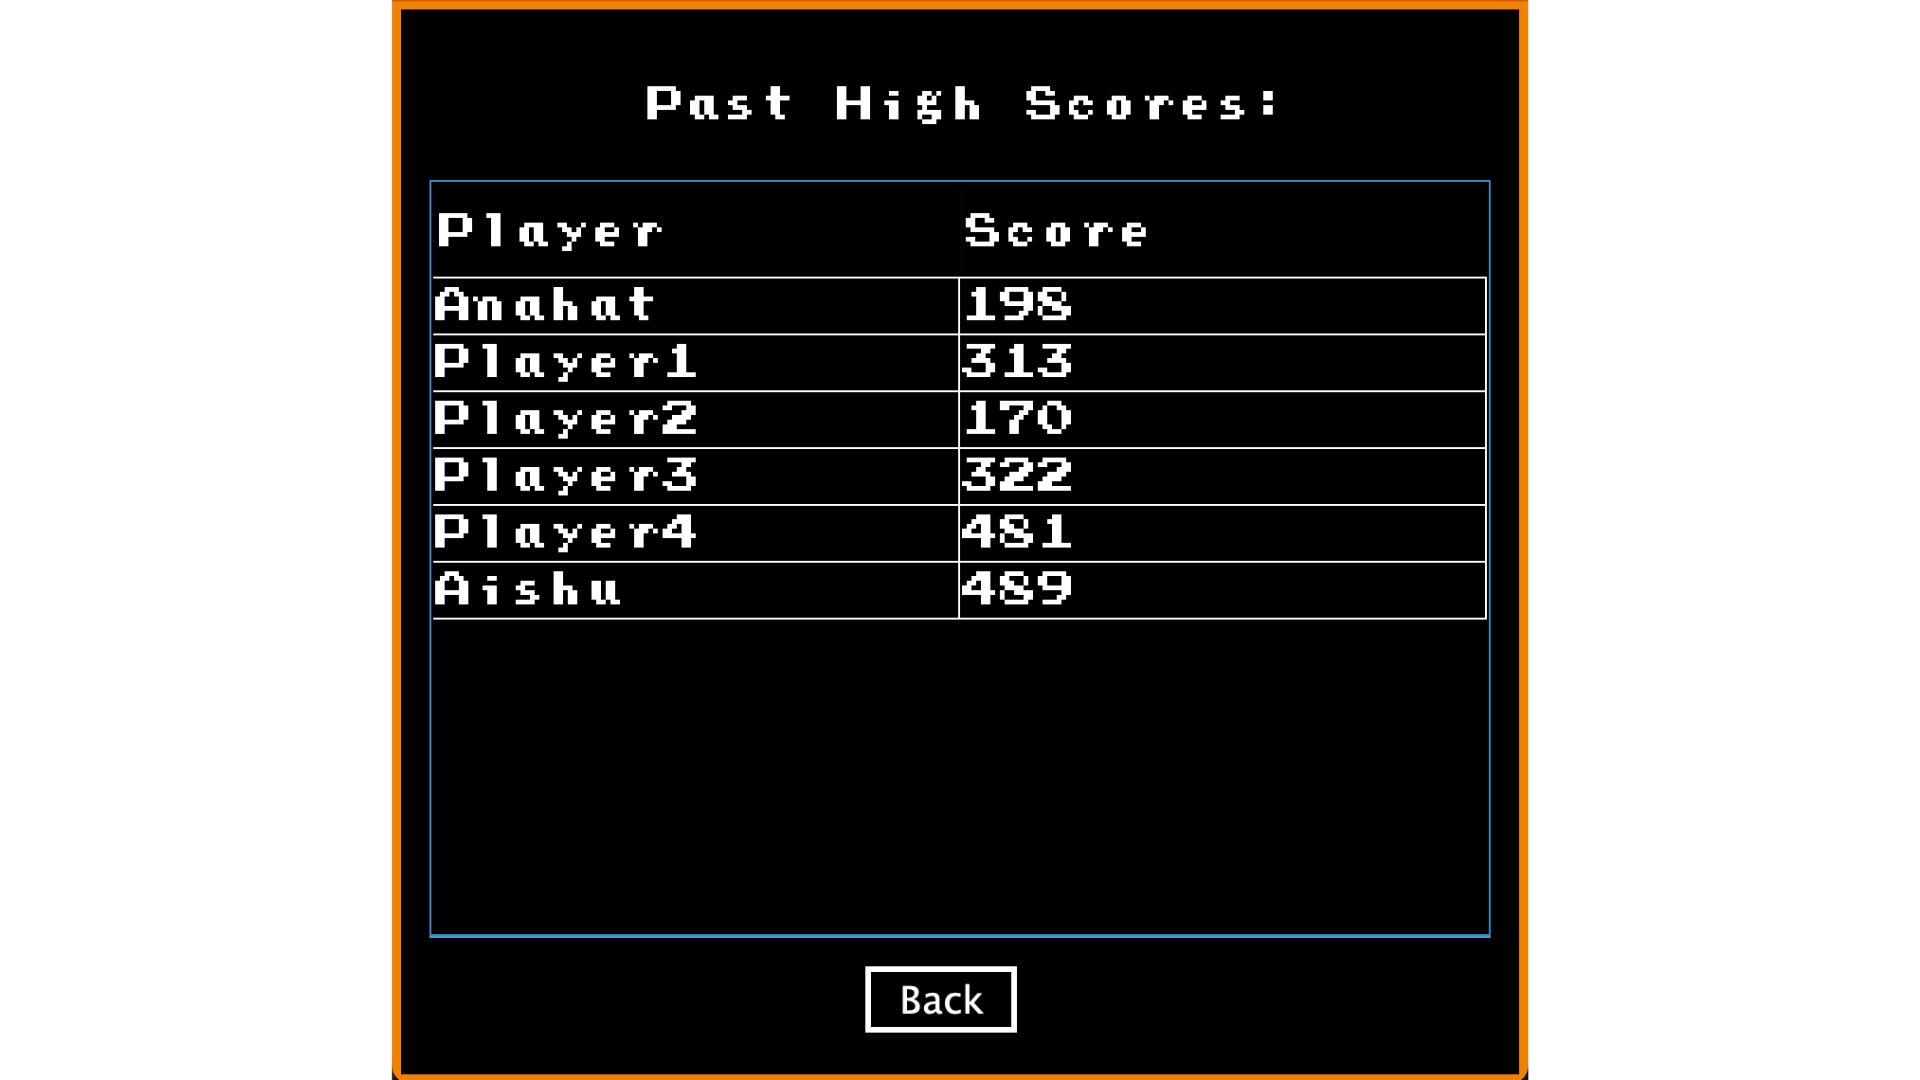 Past High Scores:
Player Score
Anahat 198
Player1 313
Player2 170
Player3 322
Player4 481
Aishu 489
Back